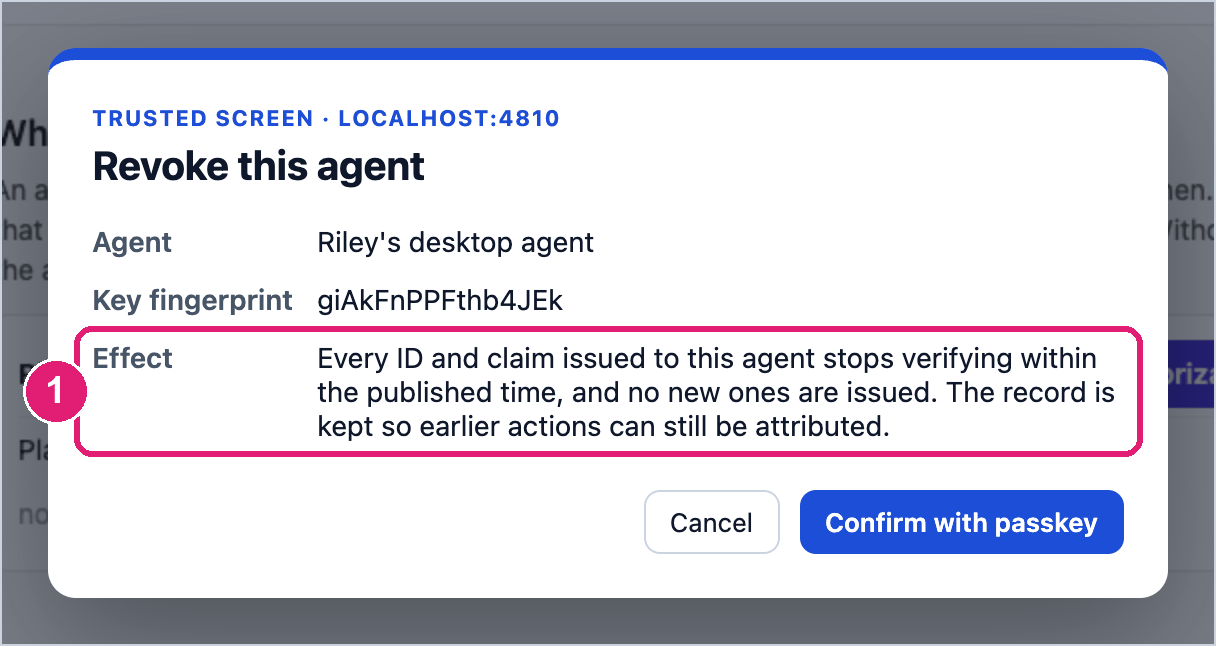 TRUSTED SCREEN · LOCALHOST:4810
Revoke this agent
Agent Riley's desktop agent
Key fingerprint giAkFnPPFthb4JEk
Effect Every ID and claim issued to this agent stops verifying within
the published time, and no new ones are issued. The record is
kept so earlier actions can still be attributed.
1
Cancel Confirm with passkey